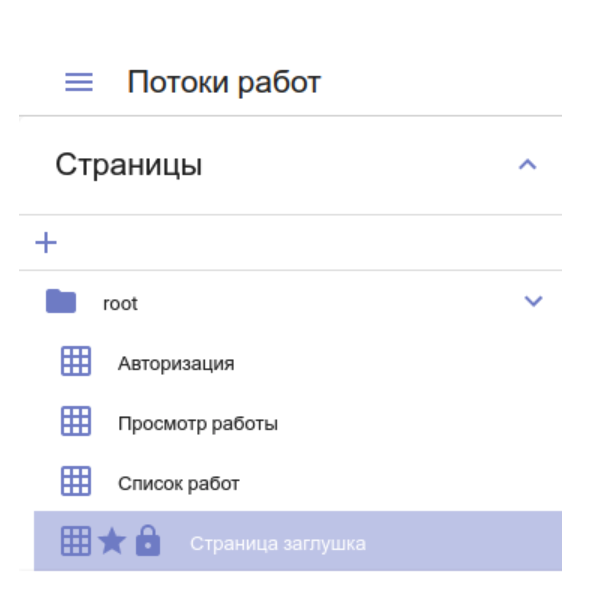 Потоки работ
Страницы
root
Авторизация
Просмотр работы
Список работ
Страница заглушка